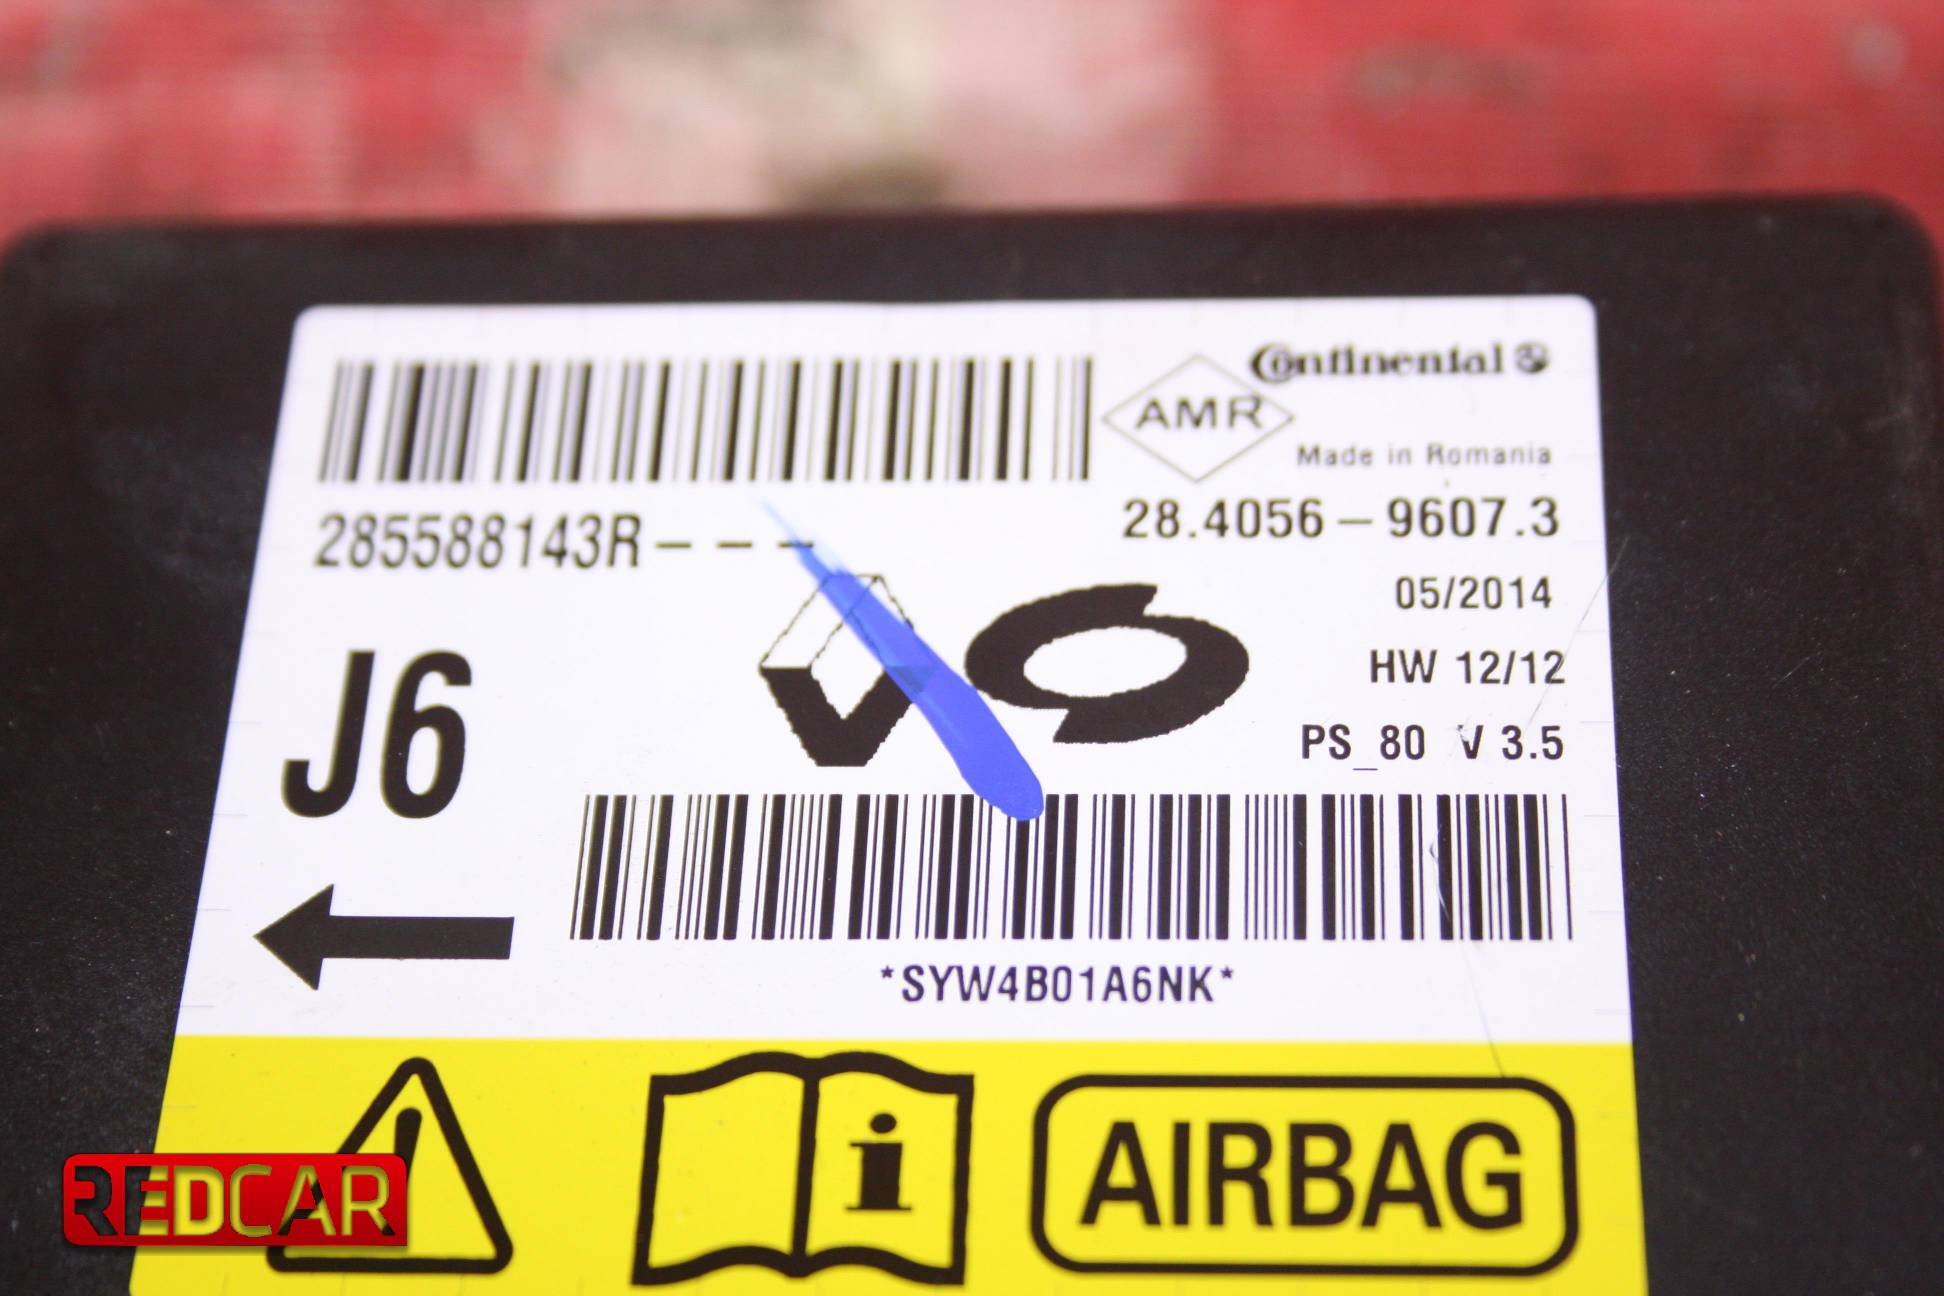 Continental
AMR
Made in Romania
285588143R - - -
28.4056 - 9607.3
05/2014
HW 12/12
PS_80 V 3.5
J6
*SYW4B01A6NK*
i
AIRBAG
REDCAR